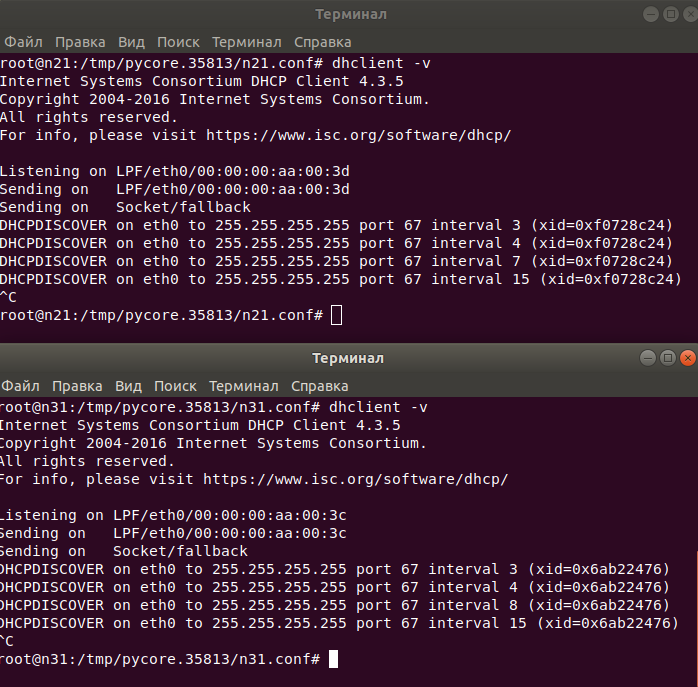 Терминал
Файл Правка Вид Поиск Терминал Справка
root@n21:/tmp/pycore.35813/n21.conf# dhclient -v
Internet Systems Consortium DHCP Client 4.3.5
Copyright 2004-2016 Internet Systems Consortium.
All rights reserved.
For info, please visit https://www.isc.org/software/dhcp/
Listening on LPF/eth0/00:00:00:aa:00:3d
Sending on   LPF/eth0/00:00:00:aa:00:3d
Sending on   Socket/fallback
DHCPDISCOVER on eth0 to 255.255.255.255 port 67 interval 3 (xid=0xf0728c24)
DHCPDISCOVER on eth0 to 255.255.255.255 port 67 interval 4 (xid=0xf0728c24)
DHCPDISCOVER on eth0 to 255.255.255.255 port 67 interval 7 (xid=0xf0728c24)
DHCPDISCOVER on eth0 to 255.255.255.255 port 67 interval 15 (xid=0xf0728c24)
^C
root@n21:/tmp/pycore.35813/n21.conf#
Терминал
Файл Правка Вид Поиск Терминал Справка
root@n31:/tmp/pycore.35813/n31.conf# dhclient -v
Internet Systems Consortium DHCP Client 4.3.5
Copyright 2004-2016 Internet Systems Consortium.
All rights reserved.
For info, please visit https://www.isc.org/software/dhcp/
Listening on LPF/eth0/00:00:00:aa:00:3c
Sending on   LPF/eth0/00:00:00:aa:00:3c
Sending on   Socket/fallback
DHCPDISCOVER on eth0 to 255.255.255.255 port 67 interval 3 (xid=0x6ab22476)
DHCPDISCOVER on eth0 to 255.255.255.255 port 67 interval 4 (xid=0x6ab22476)
DHCPDISCOVER on eth0 to 255.255.255.255 port 67 interval 8 (xid=0x6ab22476)
DHCPDISCOVER on eth0 to 255.255.255.255 port 67 interval 15 (xid=0x6ab22476)
^C
root@n31:/tmp/pycore.35813/n31.conf#